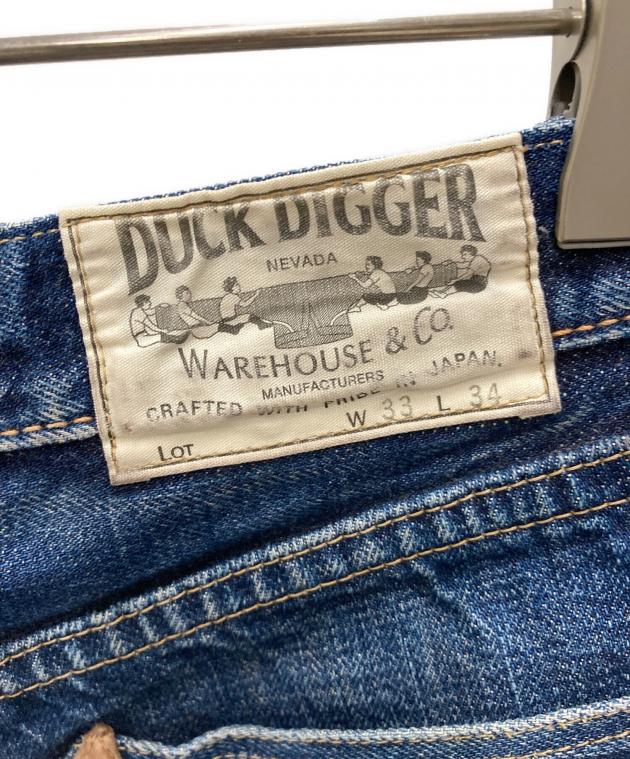 DUCK DIGGER
NEVADA
WAREHOUSE & CO.
MANUFACTURERS
CRAFTED WITH PRIDE IN JAPAN.
W 33 L 34
LOT